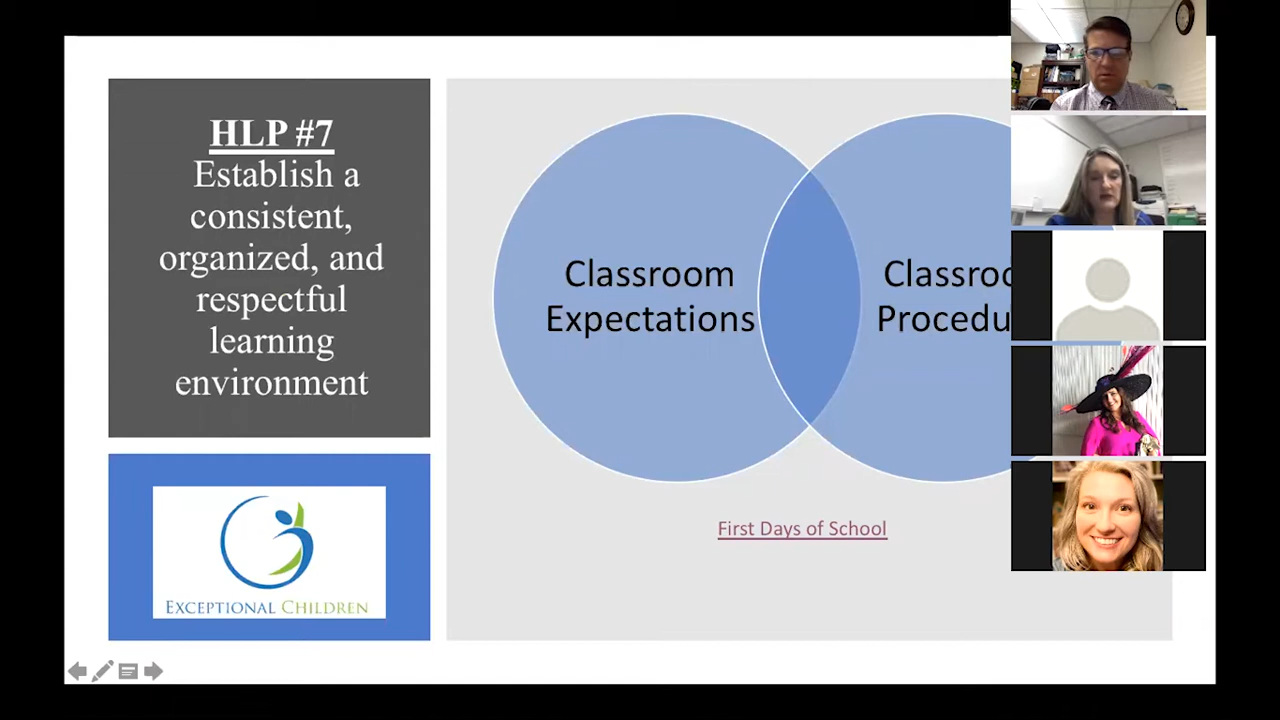 HLP #7
Establish a
consistent,
organized, and
respectful
learning
environment
Classroom
Expectations
First Days of School
EXCEPTIONAL CHILDREN